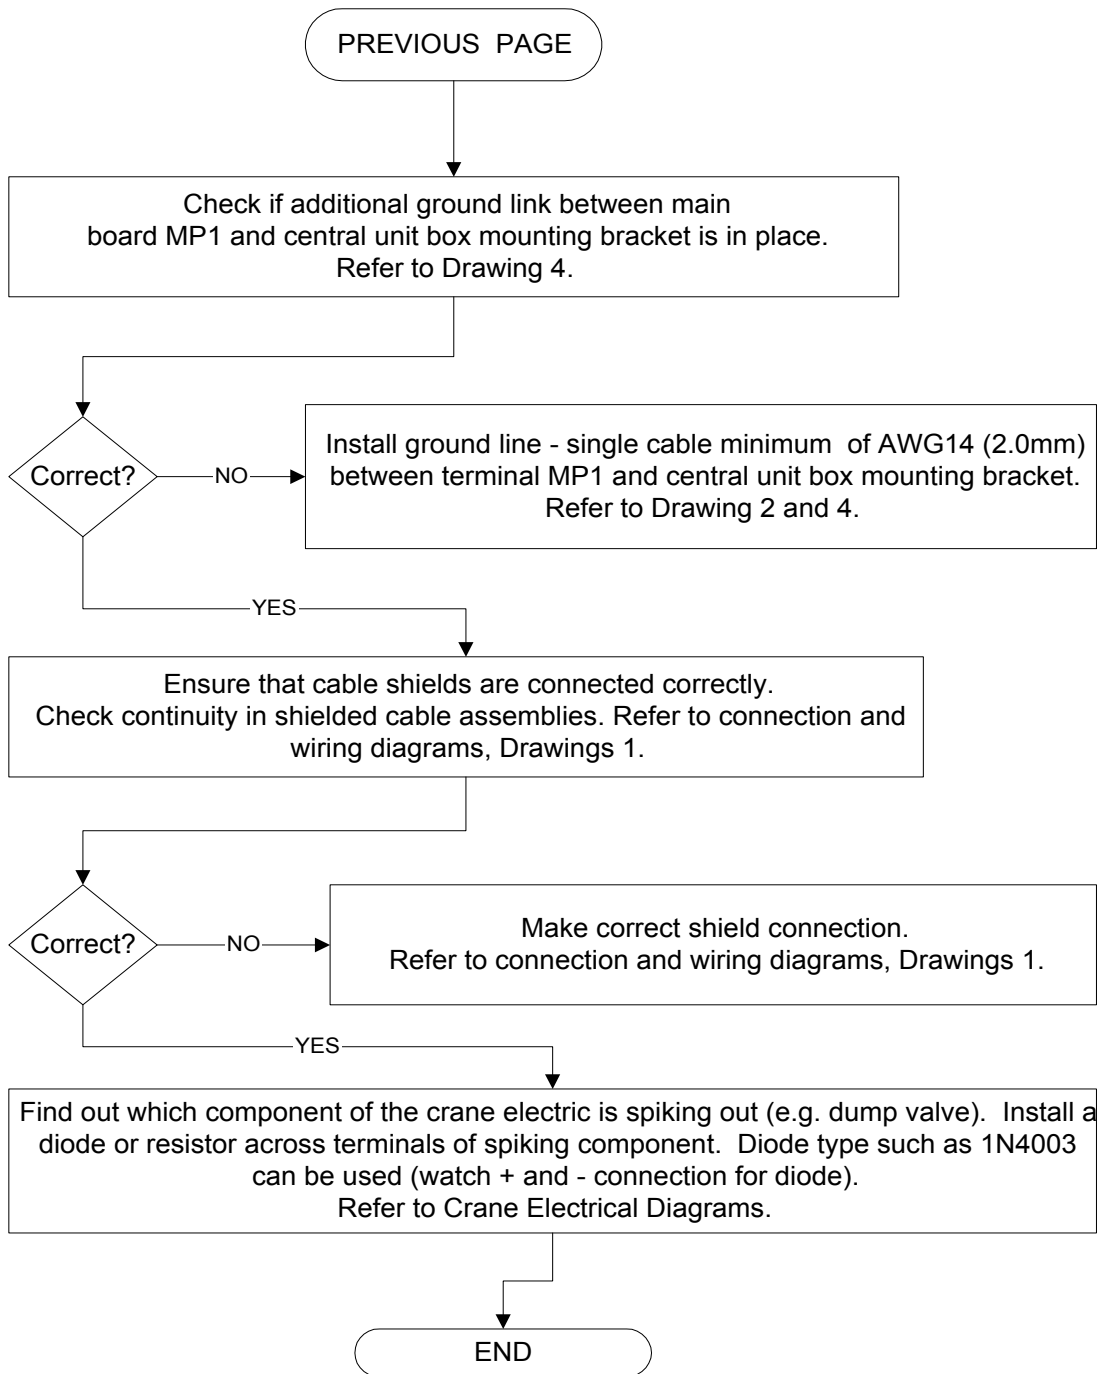 PREVIOUS PAGE
Check if additional ground link between main
board MP1 and central unit box mounting bracket is in place.
Refer to Drawing 4.
Correct?
NO
Install ground line - single cable minimum of AWG14 (2.0mm)
between terminal MP1 and central unit box mounting bracket.
Refer to Drawing 2 and 4.
YES
Ensure that cable shields are connected correctly.
Check continuity in shielded cable assemblies. Refer to connection and
wiring diagrams, Drawings 1.
Correct?
NO
Make correct shield connection.
Refer to connection and wiring diagrams, Drawings 1.
YES
Find out which component of the crane electric is spiking out (e.g. dump valve). Install a
diode or resistor across terminals of spiking component. Diode type such as 1N4003
can be used (watch + and - connection for diode).
Refer to Crane Electrical Diagrams.
END